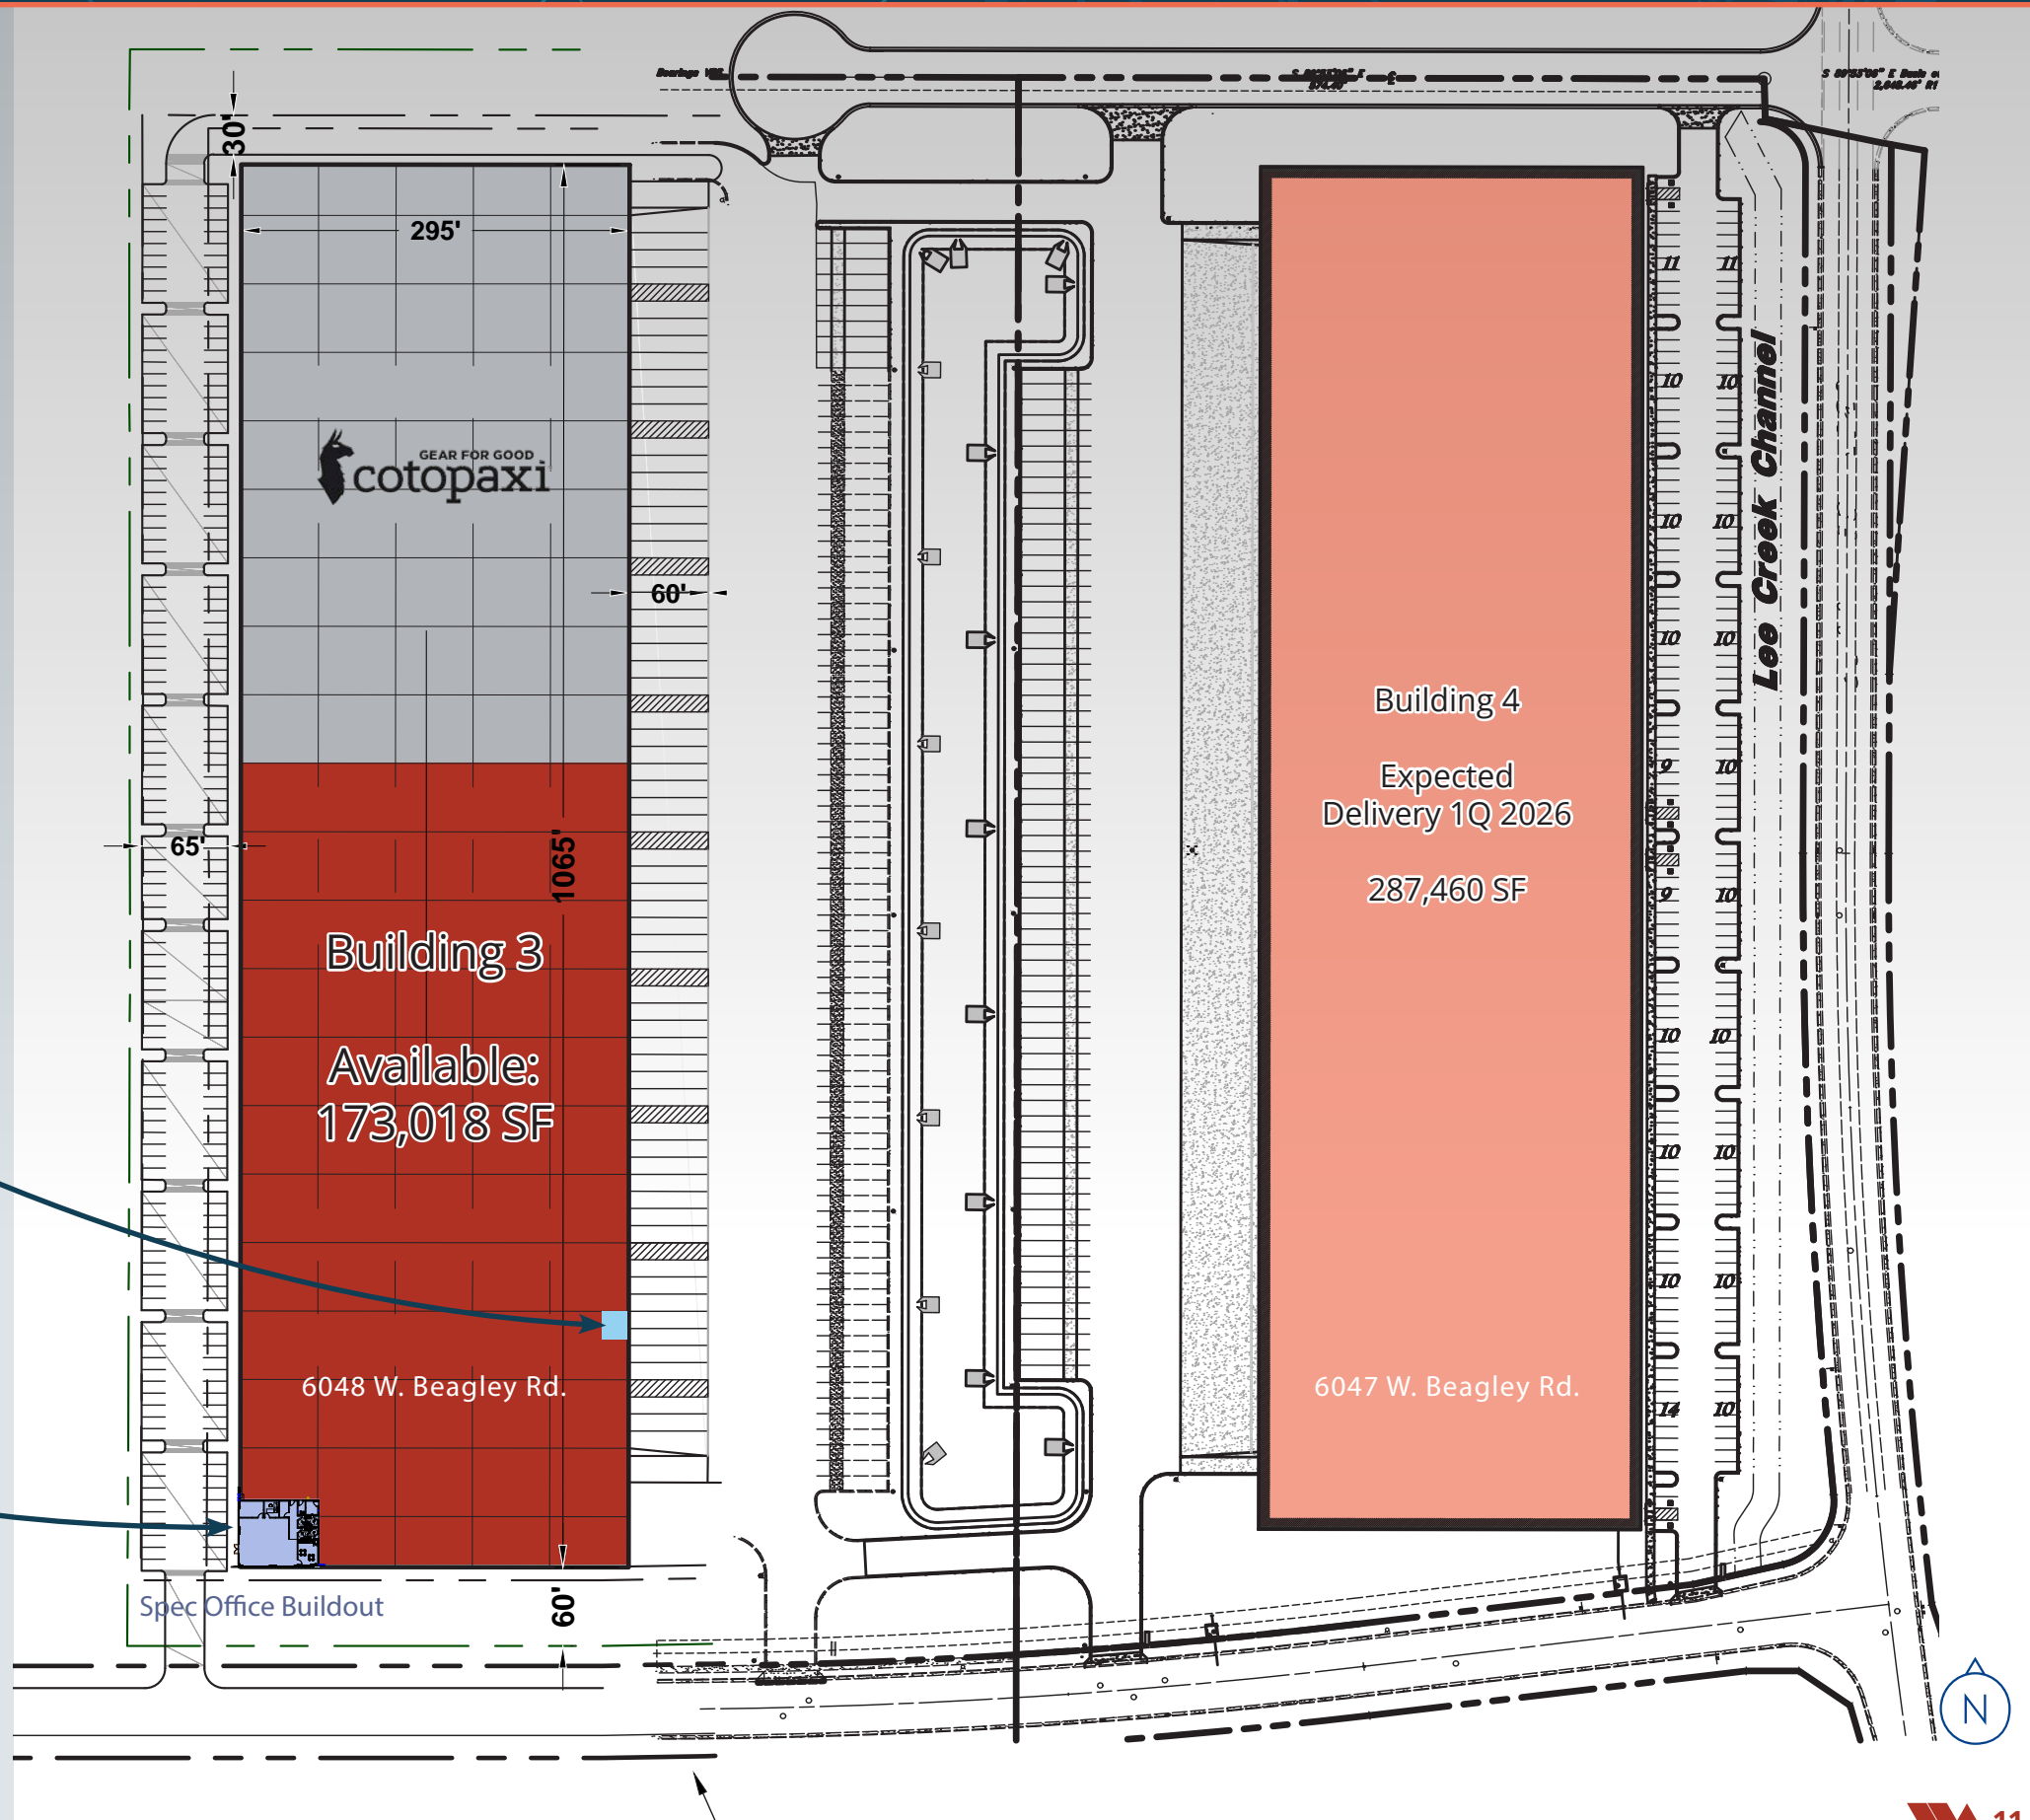 30'
295'
GEAR FOR GOOD
cotopaxi
60'
65'
1065'
Building 3
Available:
173,018 SF
6048 W. Beagley Rd.
Spec Office Buildout
60'
Building 4
Expected
Delivery 1Q 2026
287,460 SF
6047 W. Beagley Rd.
11 11
10 10
10 10
10 10
9 10
9 10
10 10
10 10
10 10
14 10
Lee Creek Channel
N
11